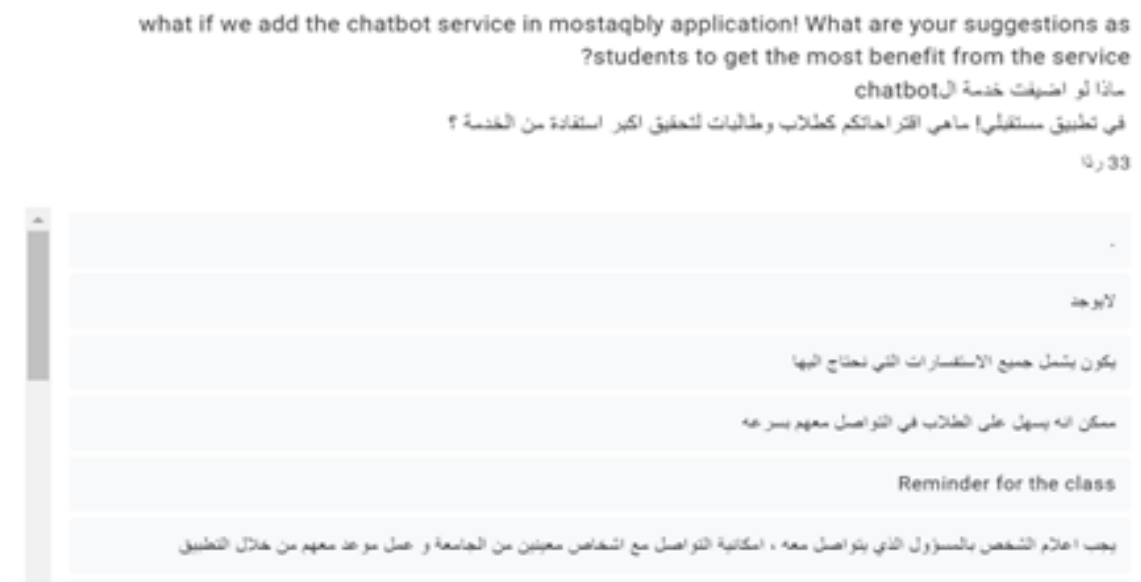 what if we add the chatbot service in mostaqbly application! What are your suggestions as
students to get the most benefit from the service?
ماذا لو اضيفت خدمة الchatbot
في تطبيق مستقبلي! ماهي اقتراحاتكم كطلاب وطالبات لتحقيق اكبر استفادة من الخدمة ؟
33 ردًا
.
لايوجد
يكون يشمل جميع الاستفسارات التي نحتاج اليها
ممكن انه يسهل على الطلاب في التواصل معهم بسرعه
Reminder for the class
يجب اعلام الشخص بالمسؤول الذي يتواصل معه ، امكانية التواصل مع اشخاص معينين من الجامعة و عمل موعد معهم من خلال التطبيق